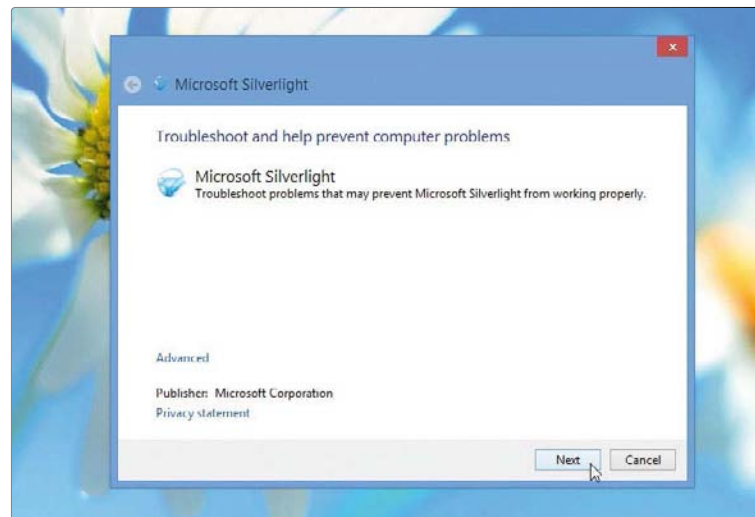 Microsoft Silverlight
Troubleshoot and help prevent computer problems
Microsoft Silverlight
Troubleshoot problems that may prevent Microsoft Silverlight from working properly.
Advanced
Publisher: Microsoft Corporation
Privacy statement
Next Cancel